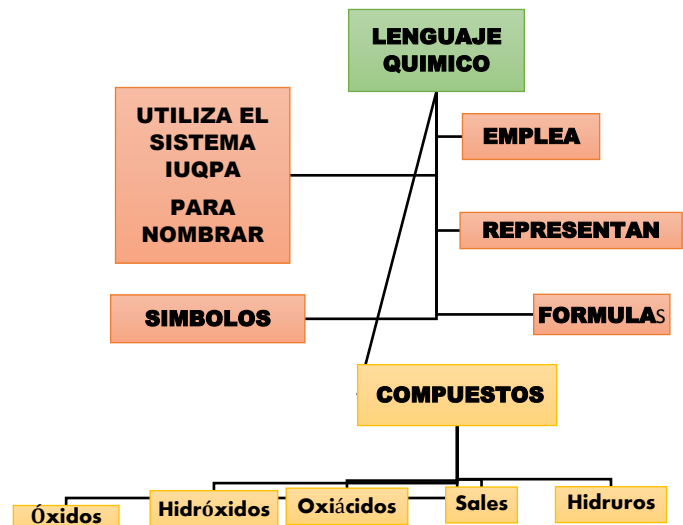 LENGUAJE
QUIMICO
UTILIZA EL
SISTEMA
IUQPA
PARA
NOMBRAR
EMPLEA
REPRESENTAN
SIMBOLOS
FORMULAS
COMPUESTOS
Óxidos
Hidróxidos
Oxiácidos
Sales
Hidruros